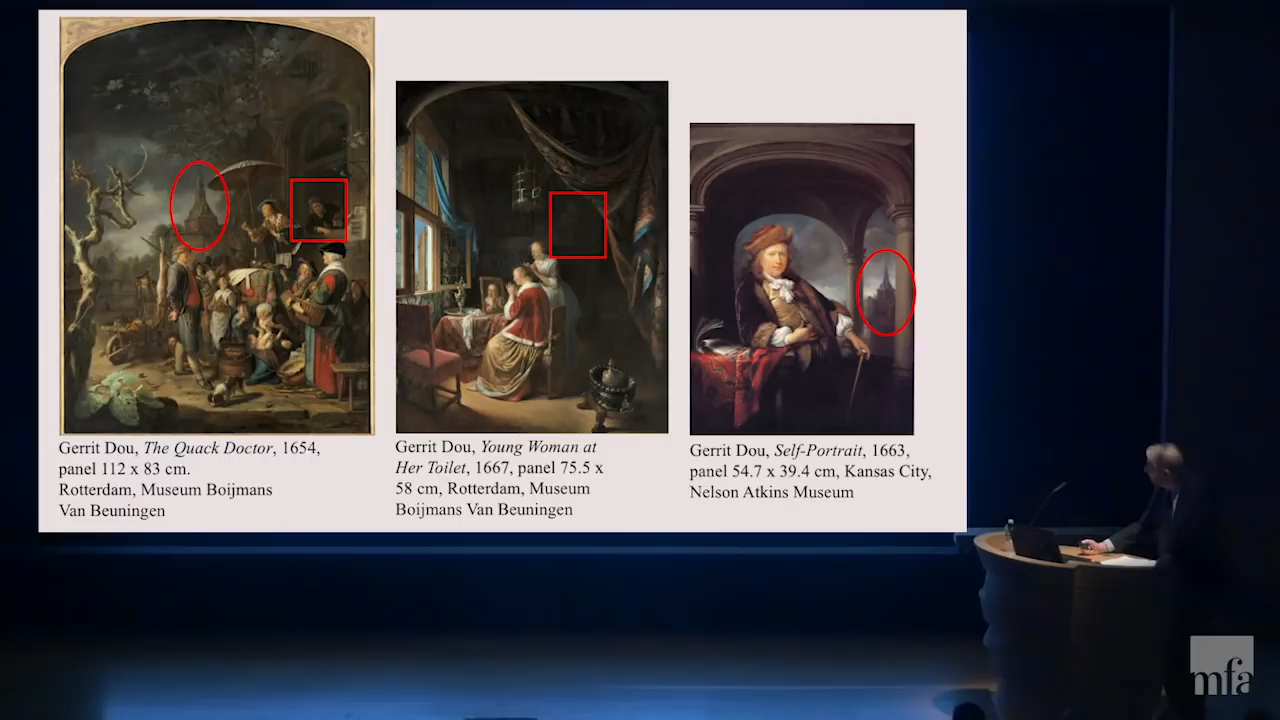 Gerrit Dou, The Quack Doctor, 1654,
panel 112 x 83 cm.
Rotterdam, Museum Boijmans
Van Beuningen
Gerrit Dou, Young Woman at
Her Toilet, 1667, panel 75.5 x
58 cm, Rotterdam, Museum
Boijmans Van Beuningen
Gerrit Dou, Self-Portrait, 1663,
panel 54.7 x 39.4 cm, Kansas City,
Nelson Atkins Museum
mfa